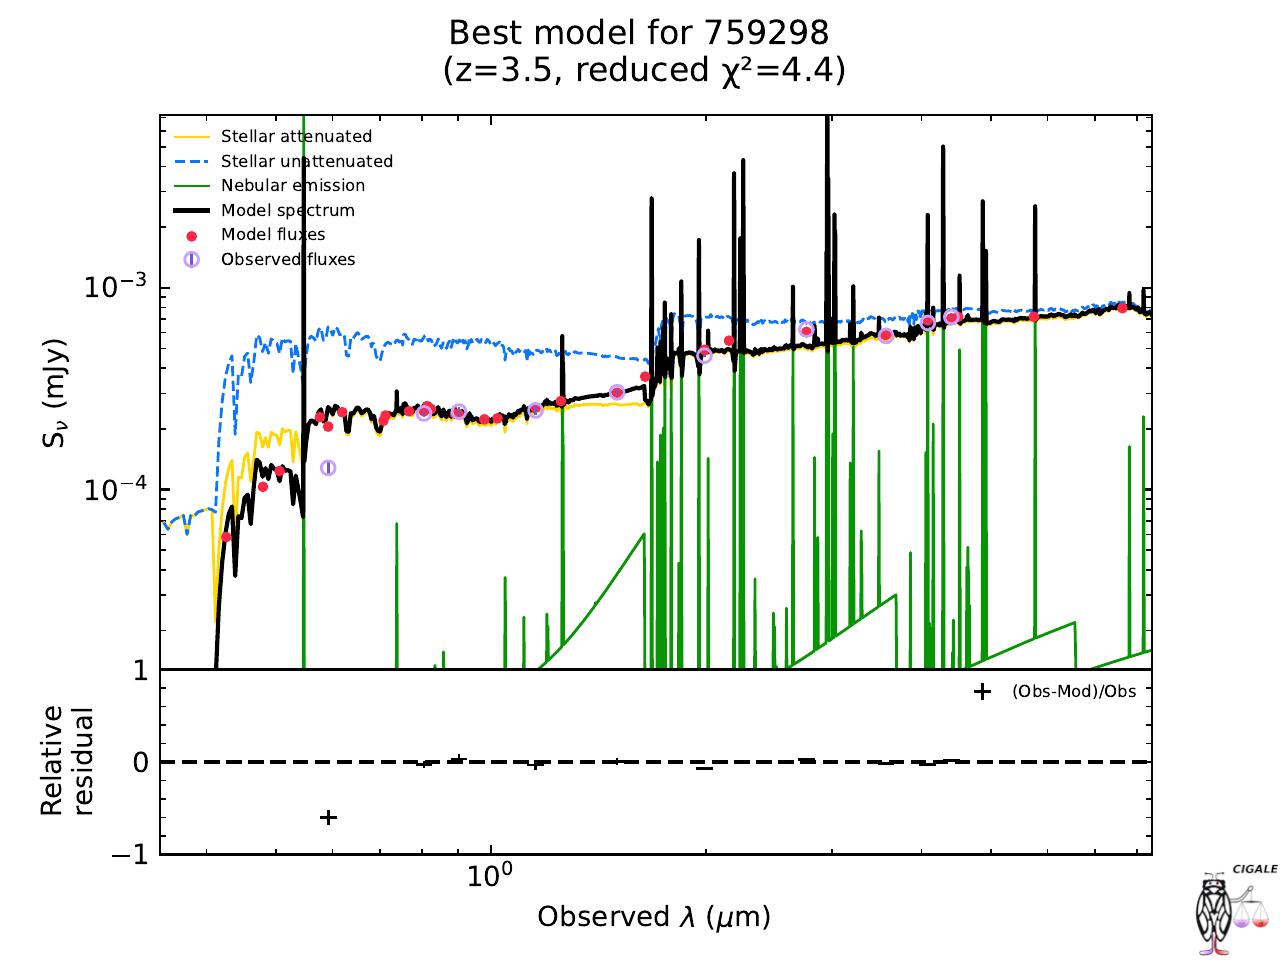 Best model for 759298
(z=3.5, reduced χ²=4.4)
Stellar attenuated
Stellar unattenuated
Nebular emission
Model spectrum
Model fluxes
Observed fluxes
10⁻³
10⁻⁴
S_ν (mJy)
1
0
−1
Relative
residual
(Obs-Mod)/Obs
10⁰
Observed λ (μm)
CIGALE